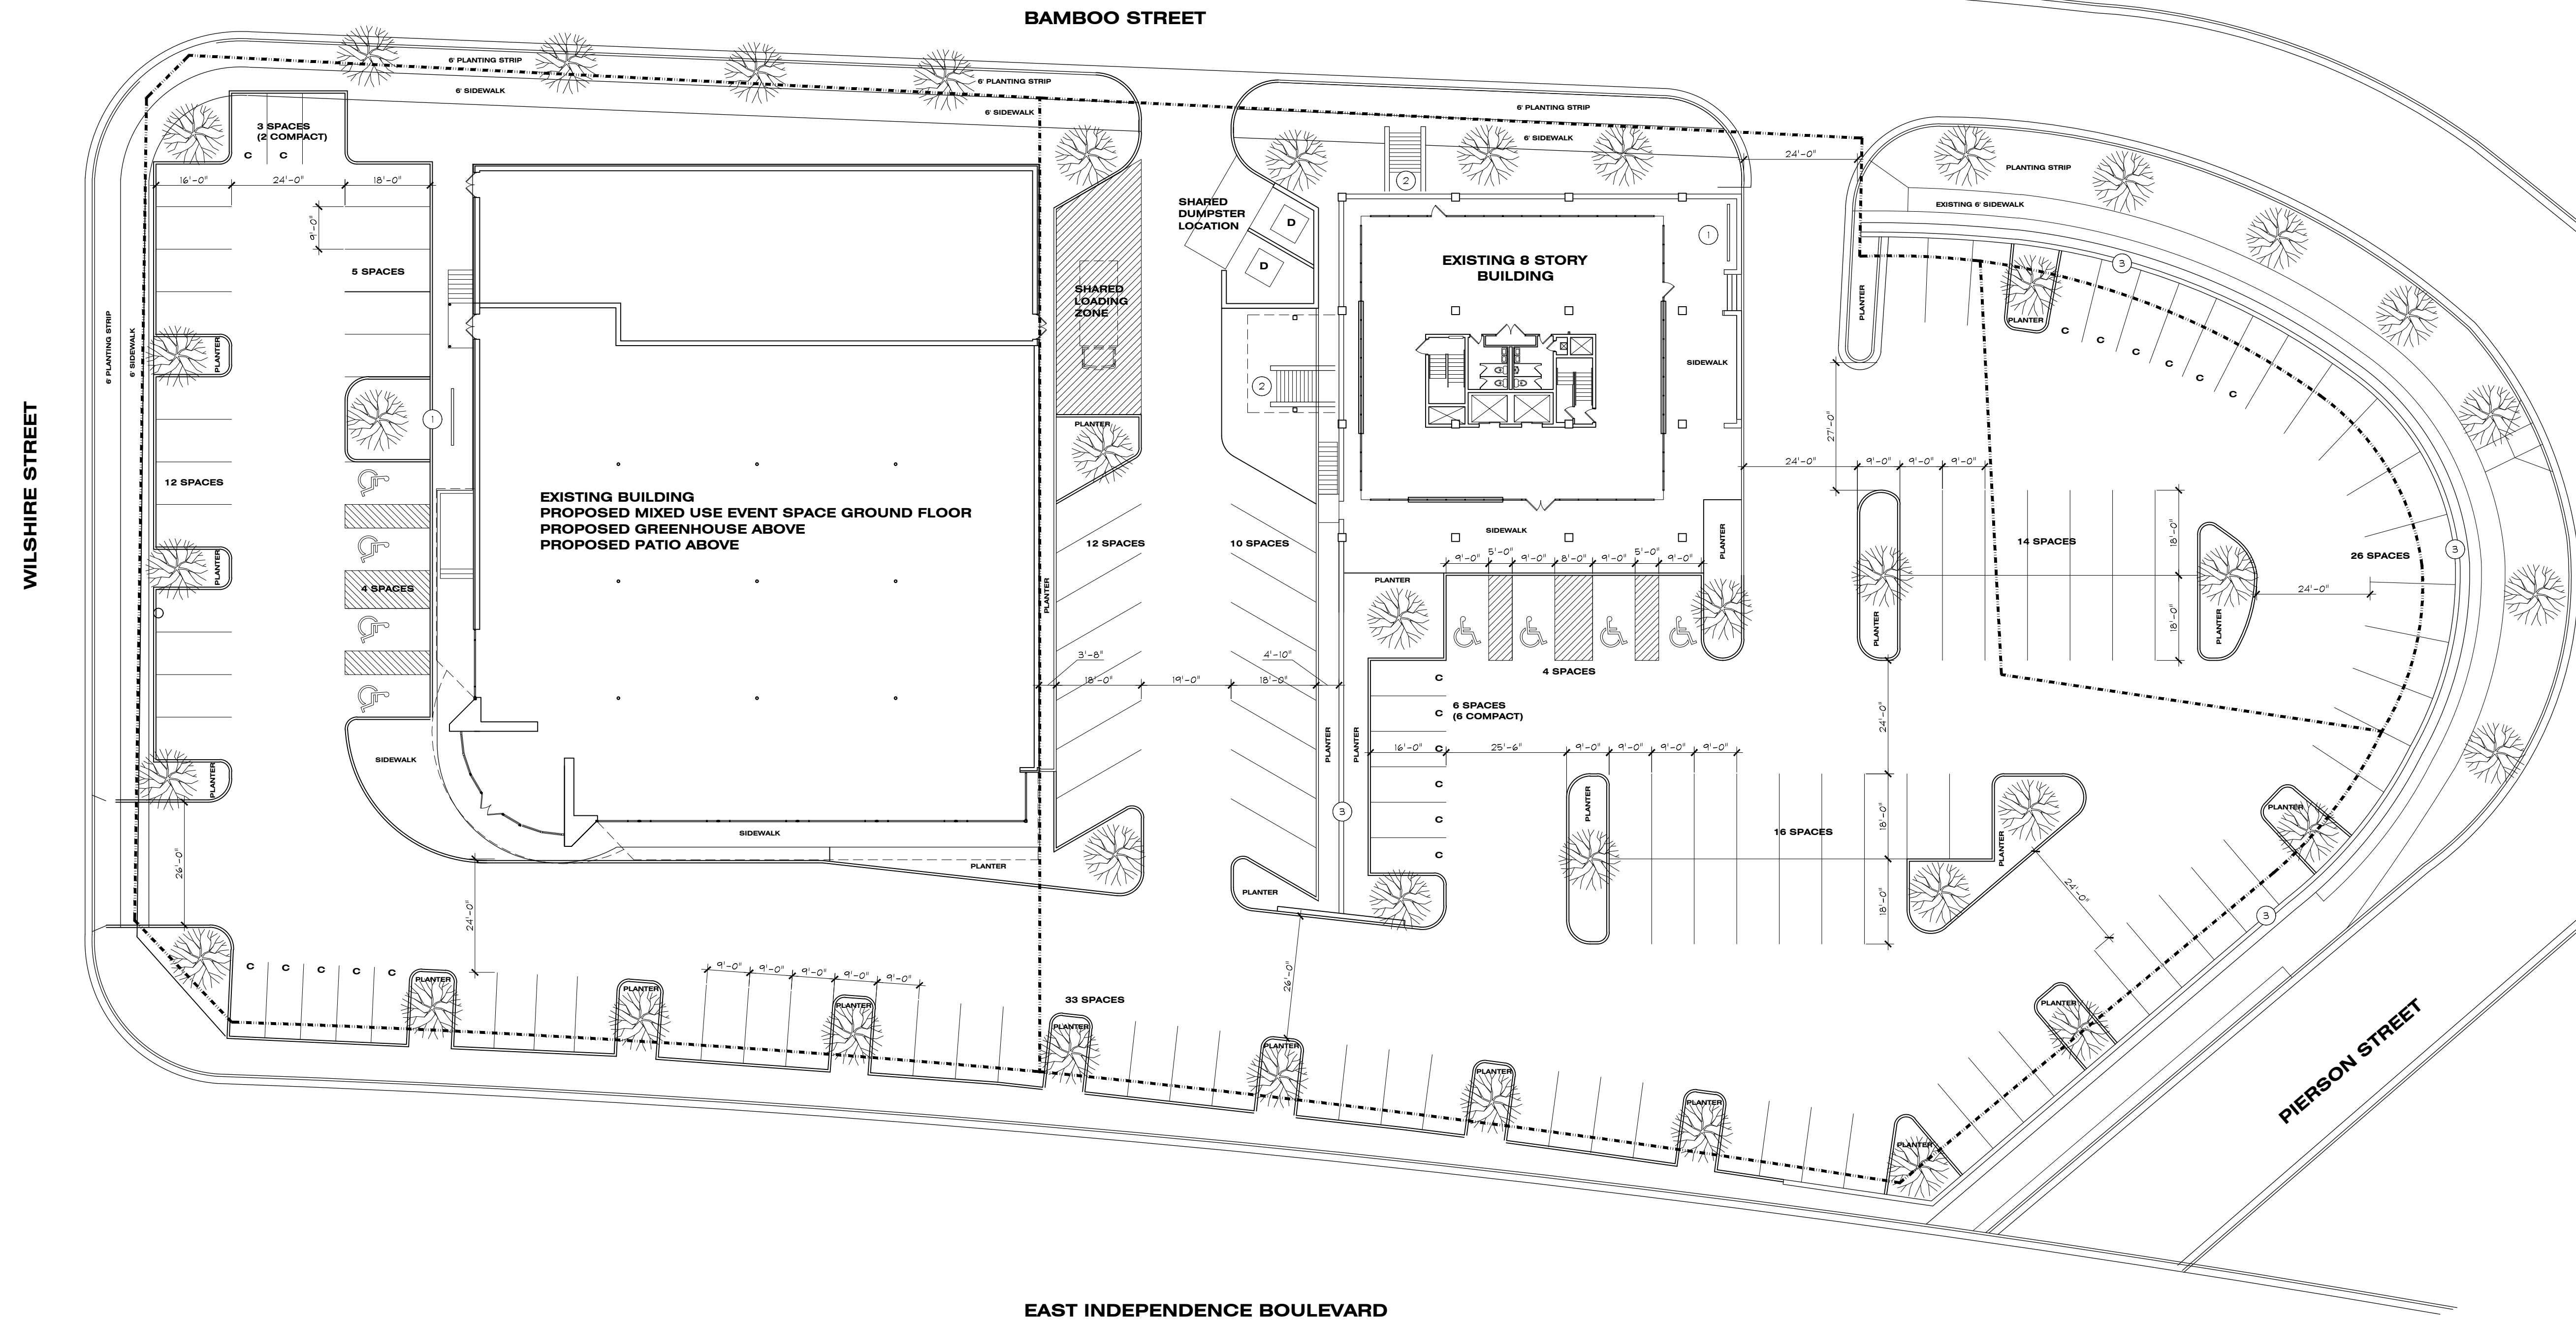 BAMBOO STREET
6' PLANTING STRIP
6' PLANTING STRIP
6' SIDEWALK
6' SIDEWALK
6' PLANTING STRIP
6' SIDEWALK
3 SPACES
(2 COMPACT)
C C
16'-0" 24'-0" 18'-0"
9'-0"
5 SPACES
24'-0"
PLANTING STRIP
EXISTING 6' SIDEWALK
SHARED
DUMPSTER
LOCATION
D
D
2
1
EXISTING 8 STORY
BUILDING
3
SHARED
LOADING
ZONE
PLANTER
PLANTER
C
C
C
C
C
C
6' PLANTING STRIP
6' SIDEWALK
PLANTER
SIDEWALK
2
1
PLANTER
27'-0"
WILSHIRE STREET
12 SPACES
24'-0" 9'-0" 9'-0" 9'-0"
EXISTING BUILDING
PROPOSED MIXED USE EVENT SPACE GROUND FLOOR
PROPOSED GREENHOUSE ABOVE
PROPOSED PATIO ABOVE
SIDEWALK
PLANTER
12 SPACES
10 SPACES
14 SPACES
18'-0"
26 SPACES
3
PLANTER
9'-0" 5'-0" 9'-0" 8'-0" 9'-0" 5'-0" 9'-0"
4 SPACES
PLANTER
PLANTER
24'-0"
PLANTER
18'-0"
PLANTER
3'-8"
4'-10"
18'-0" 19'-0" 18'-0"
4 SPACES
C
C
C
C
C
C
6 SPACES
(6 COMPACT)
24'-0"
16'-0" 25'-6" 9'-0" 9'-0" 9'-0" 9'-0"
PLANTER
PLANTER
SIDEWALK
PLANTER
3
PLANTER
16 SPACES
18'-0"
PLANTER
PLANTER
SIDEWALK
PLANTER
26'-0"
24'-0"
PLANTER
18'-0"
24'-0"
3
C C C C C
PLANTER
PLANTER
9'-0" 9'-0" 9'-0" 9'-0" 9'-0"
PLANTER
33 SPACES
26'-0"
PLANTER
PLANTER
PLANTER
PLANTER
PLANTER
PLANTER
PIERSON STREET
EAST INDEPENDENCE BOULEVARD